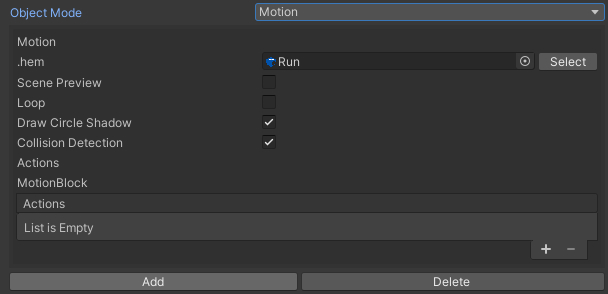 Object Mode Motion
Motion
.hem Run Select
Scene Preview
Loop
Draw Circle Shadow
Collision Detection
Actions
MotionBlock
Actions
List is Empty
+ −
Add Delete